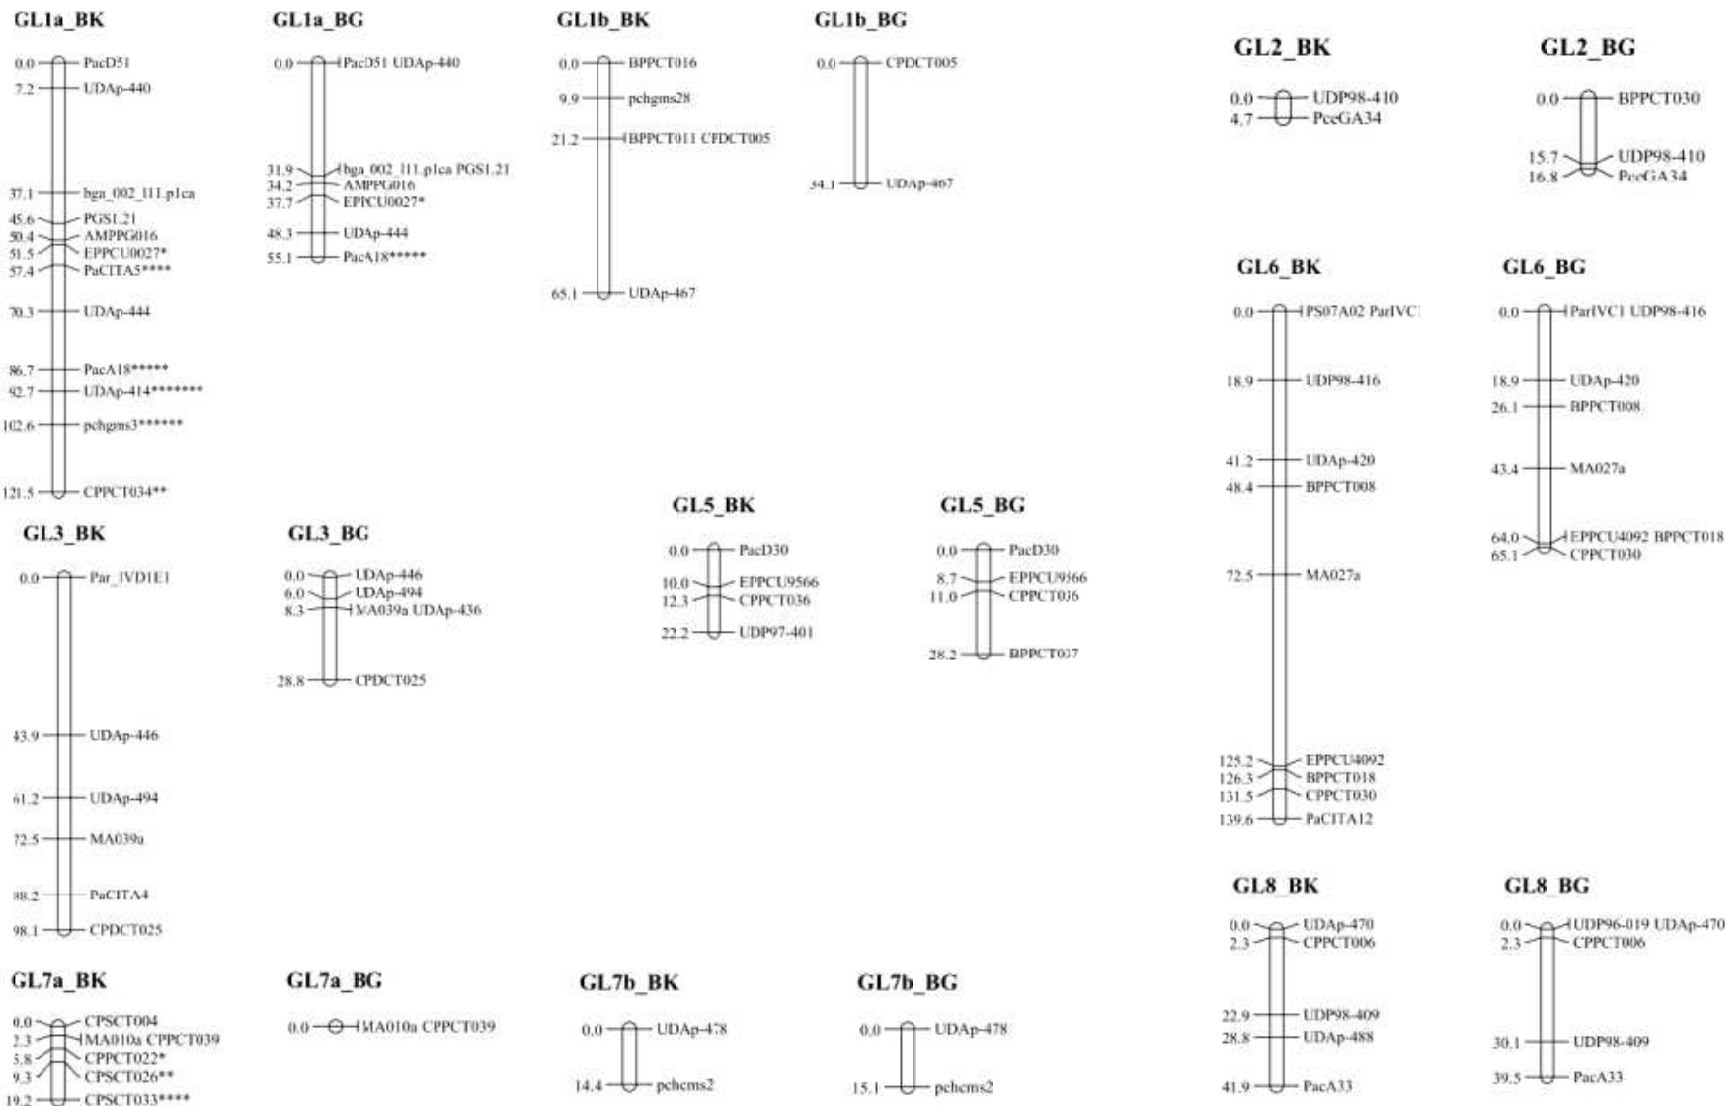 GL1a_BK
0.0 PacD51
7.2 UDAp-440
37.1 bga_002_I11.p1ca
45.6 PGS1.21
50.4 AMPPG016
51.5 EPPCU0027*
57.4 PaCITA5****
70.3 UDAp-444
86.7 PacA18*****
92.7 UDAp-414*******
102.6 pchgms3******
121.5 CPPCT034**
GL1a_BG
0.0 PacD51 UDAp-440
31.9 bga_002_I11.p1ca PGS1.21
34.2 AMPPG016
37.7 EPPCU0027*
48.3 UDAp-444
55.1 PacA18*****
GL1b_BK
0.0 BPPCT016
9.9 pchgms28
21.2 BPPCT011 CPDCT005
65.1 UDAp-467
GL1b_BG
0.0 CPDCT005
34.1 UDAp-467
GL2_BK
0.0 UDP98-410
4.7 PceGA34
GL2_BG
0.0 BPPCT030
15.7 UDP98-410
16.8 PceGA34
GL3_BK
0.0 Par_IVD1E1
43.9 UDAp-446
61.2 UDAp-494
72.5 MA039a
88.2 PaCITA4
98.1 CPDCT025
GL3_BG
0.0 UDAp-446
6.0 UDAp-494
8.3 MA039a UDAp-436
28.8 CPDCT025
GL5_BK
0.0 PacD30
10.0 EPPCU9566
12.3 CPPCT036
22.2 UDP97-401
GL5_BG
0.0 PacD30
8.7 EPPCU9566
11.0 CPPCT036
28.2 BPPCT037
GL6_BK
0.0 PS07A02 ParIVC1
18.9 UDP98-416
41.2 UDAp-420
48.4 BPPCT008
72.5 MA027a
125.2 EPPCU4092
126.3 BPPCT018
131.5 CPPCT030
139.6 PaCITA12
GL6_BG
0.0 ParIVC1 UDP98-416
18.9 UDAp-420
26.1 BPPCT008
43.4 MA027a
64.0 EPPCU4092 BPPCT018
65.1 CPPCT030
GL7a_BK
0.0 CPSCT004
2.3 MA010a CPPCT039
5.8 CPPCT022*
9.3 CPSCT026**
19.2 CPSCT033****
GL7a_BG
0.0 MA010a CPPCT039
GL7b_BK
0.0 UDAp-478
14.4 pchcms2
GL7b_BG
0.0 UDAp-478
15.1 pchcms2
GL8_BK
0.0 UDAp-470
2.3 CPPCT006
22.9 UDP98-409
28.8 UDAp-488
41.9 PacA33
GL8_BG
0.0 UDP96-019 UDAp-470
2.3 CPPCT006
30.1 UDP98-409
39.5 PacA33